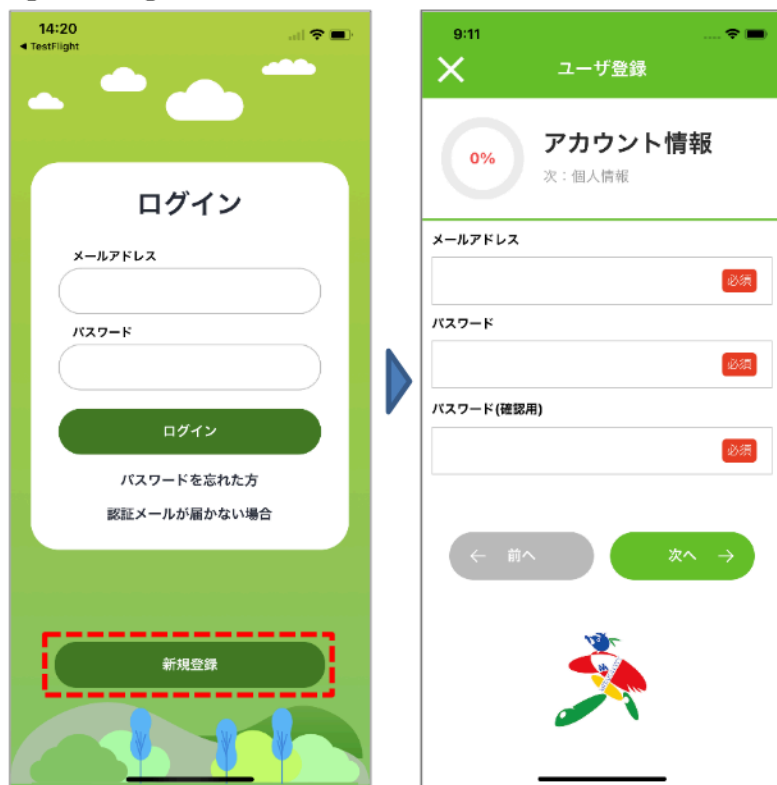 14:20
◀ TestFlight
ログイン
メールアドレス
パスワード
ログイン
パスワードを忘れた方
認証メールが届かない場合
新規登録
9:11
ユーザ登録
0%
アカウント情報
次：個人情報
メールアドレス
必須
パスワード
必須
パスワード(確認用)
必須
← 前へ
次へ →